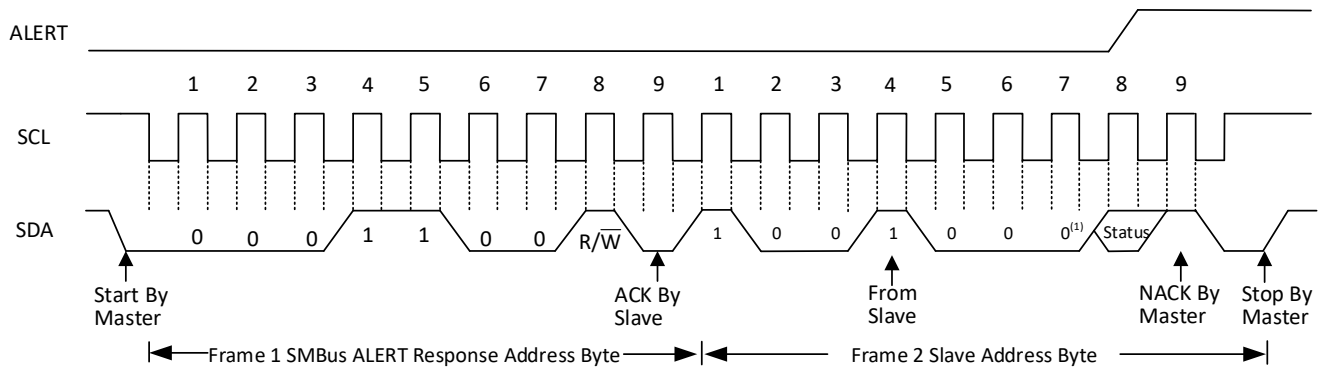 ALERT
1 2 3 4 5 6 7 8 9 1 2 3 4 5 6 7 8 9
SCL
SDA
0 0 0 1 1 0 0 R/W̅ 1 0 0 1 0 0 0(1) Status
Start By
Master
ACK By
Slave
From
Slave
NACK By
Master
Stop By
Master
Frame 1 SMBus ALERT Response Address Byte
Frame 2 Slave Address Byte